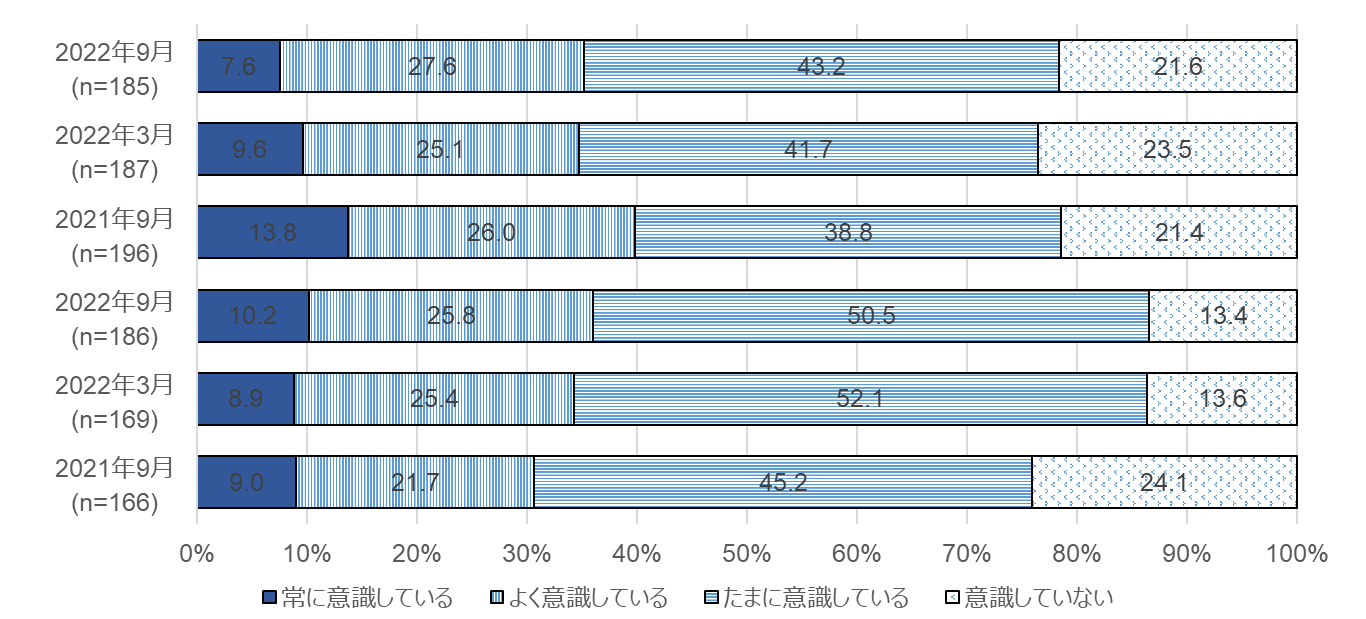 2022年9月
(n=185)
7.6 27.6 43.2 21.6
2022年3月
(n=187)
9.6 25.1 41.7 23.5
2021年9月
(n=196)
13.8 26.0 38.8 21.4
2022年9月
(n=186)
10.2 25.8 50.5 13.4
2022年3月
(n=169)
8.9 25.4 52.1 13.6
2021年9月
(n=166)
9.0 21.7 45.2 24.1
0% 10% 20% 30% 40% 50% 60% 70% 80% 90% 100%
常に意識している よく意識している たまに意識している 意識していない